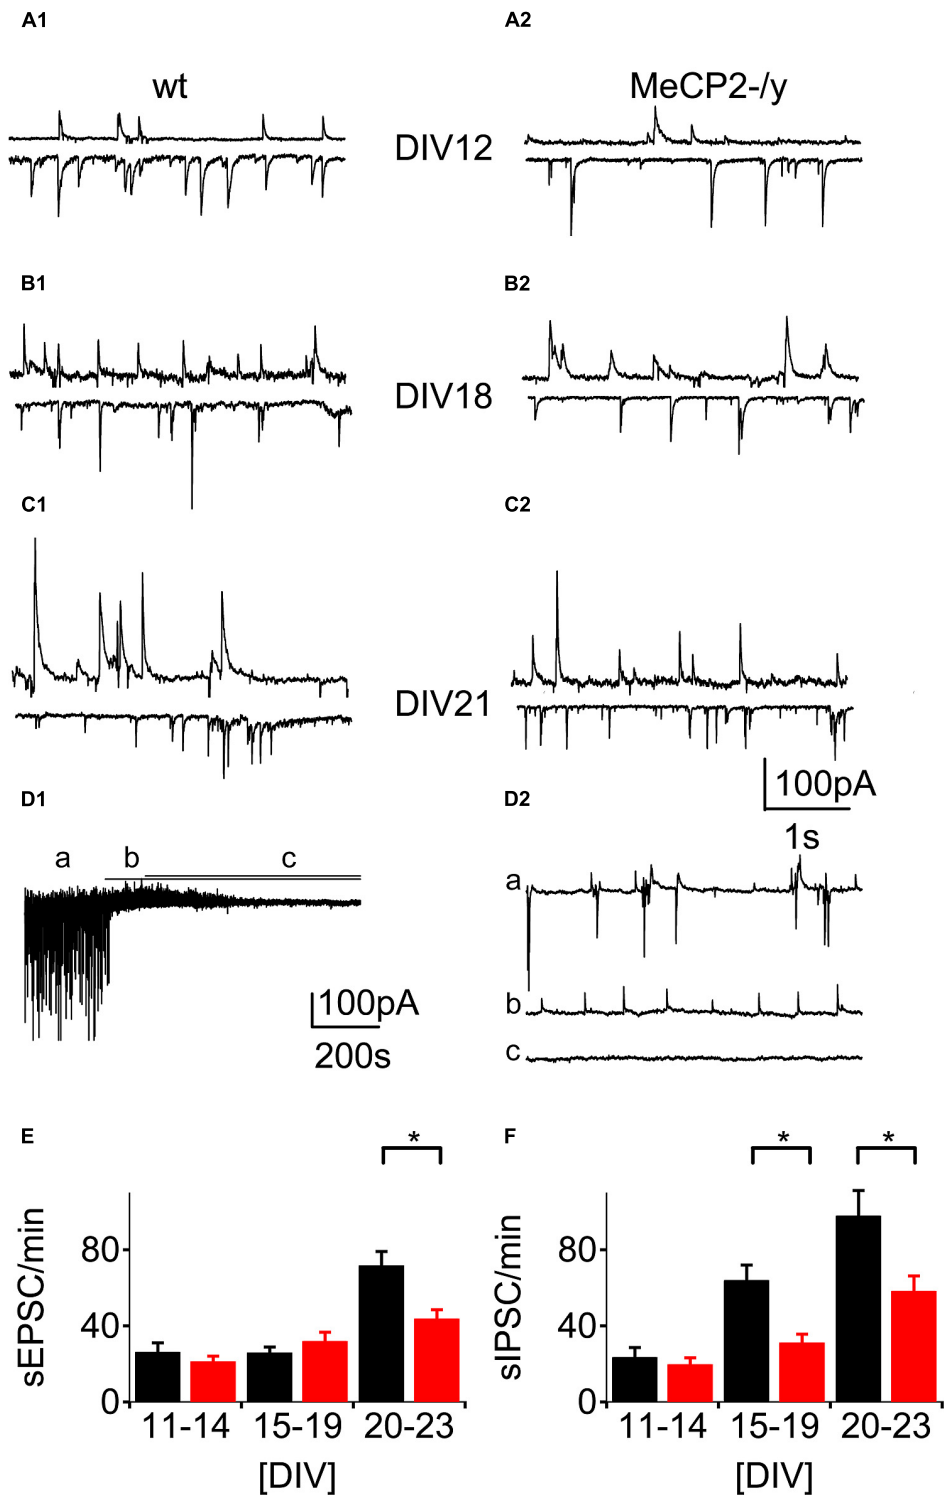 A1 A2
wt MeCP2-/y
DIV12
B1 B2
DIV18
C1 C2
DIV21
100pA
1s
D1 D2
a b c
a
100pA
200s
b
c
E F
* * *
sEPSC/min
80
40
0
11-14 15-19 20-23
[DIV]
sIPSC/min
80
40
0
11-14 15-19 20-23
[DIV]